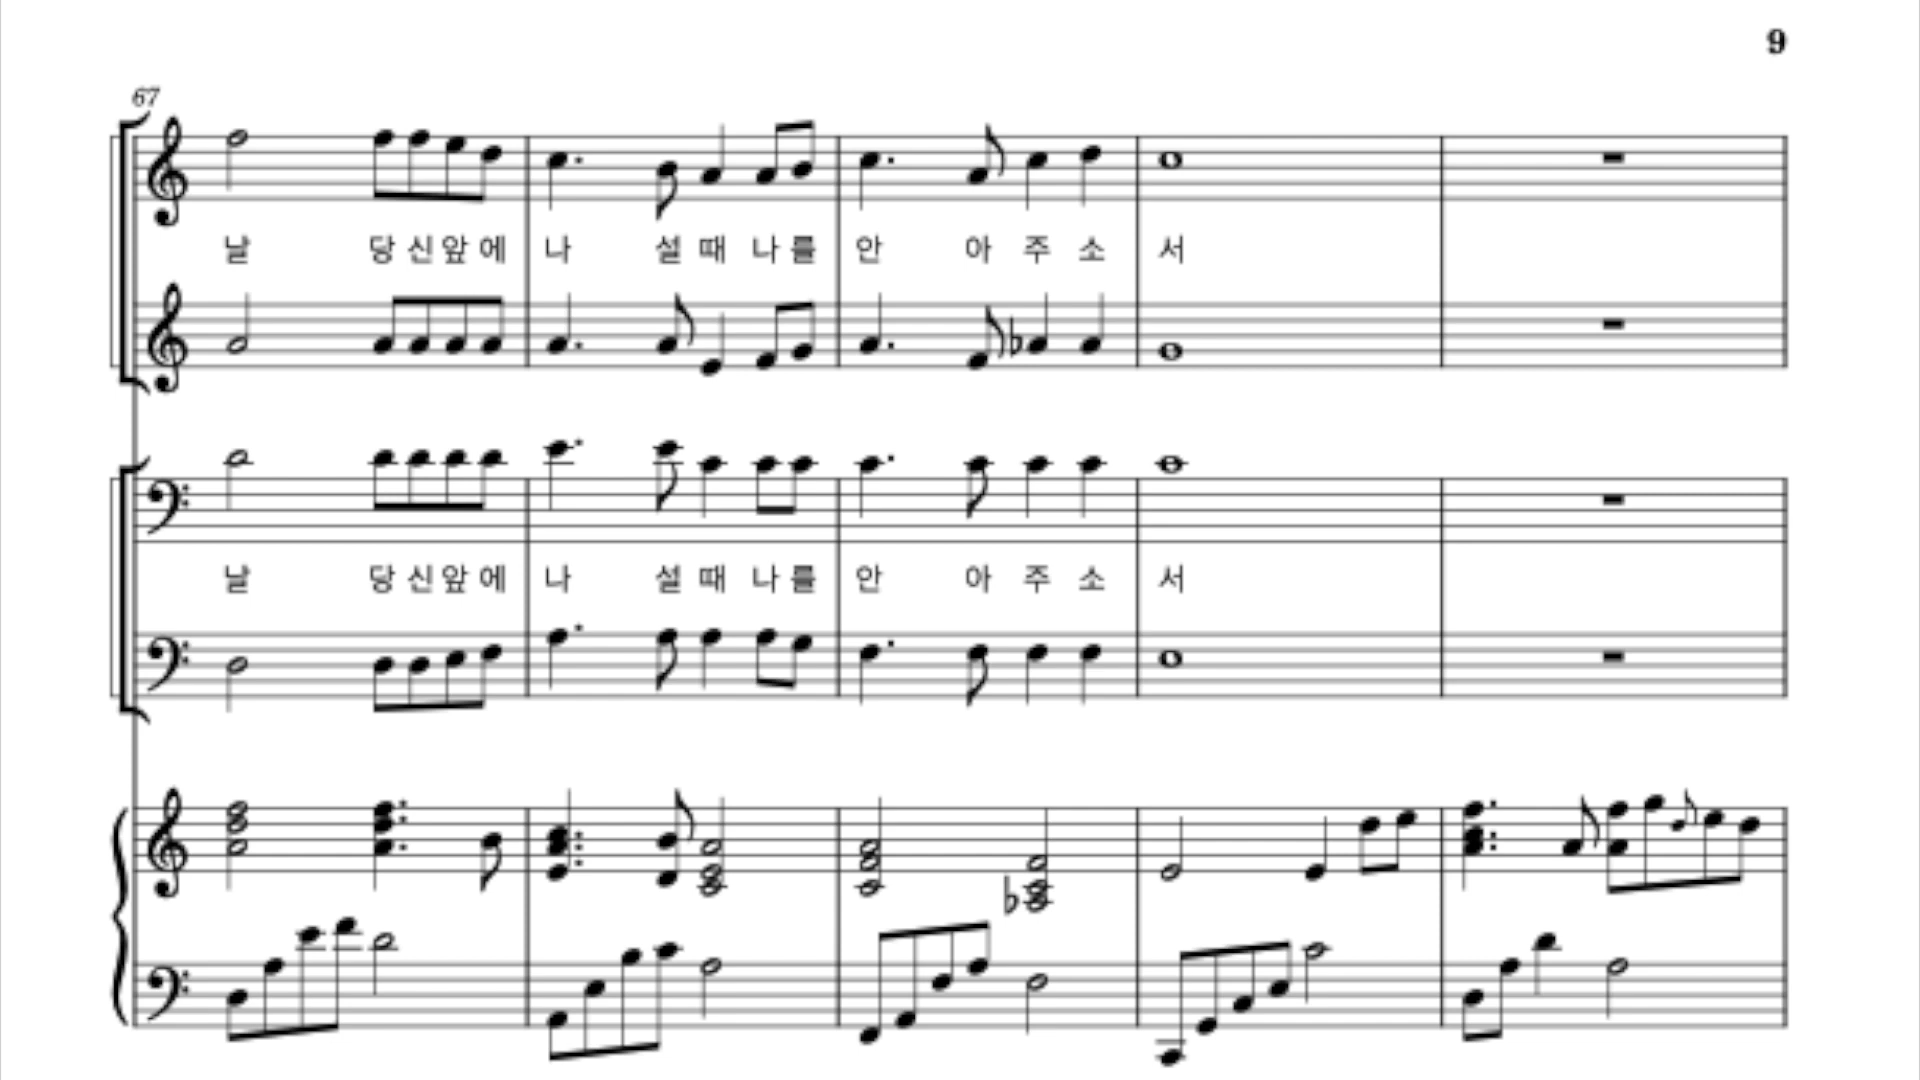 9
67
날 당 신 앞 에 나 설 때 나 를 안 아 주 소 서
날 당 신 앞 에 나 설 때 나 를 안 아 주 소 서